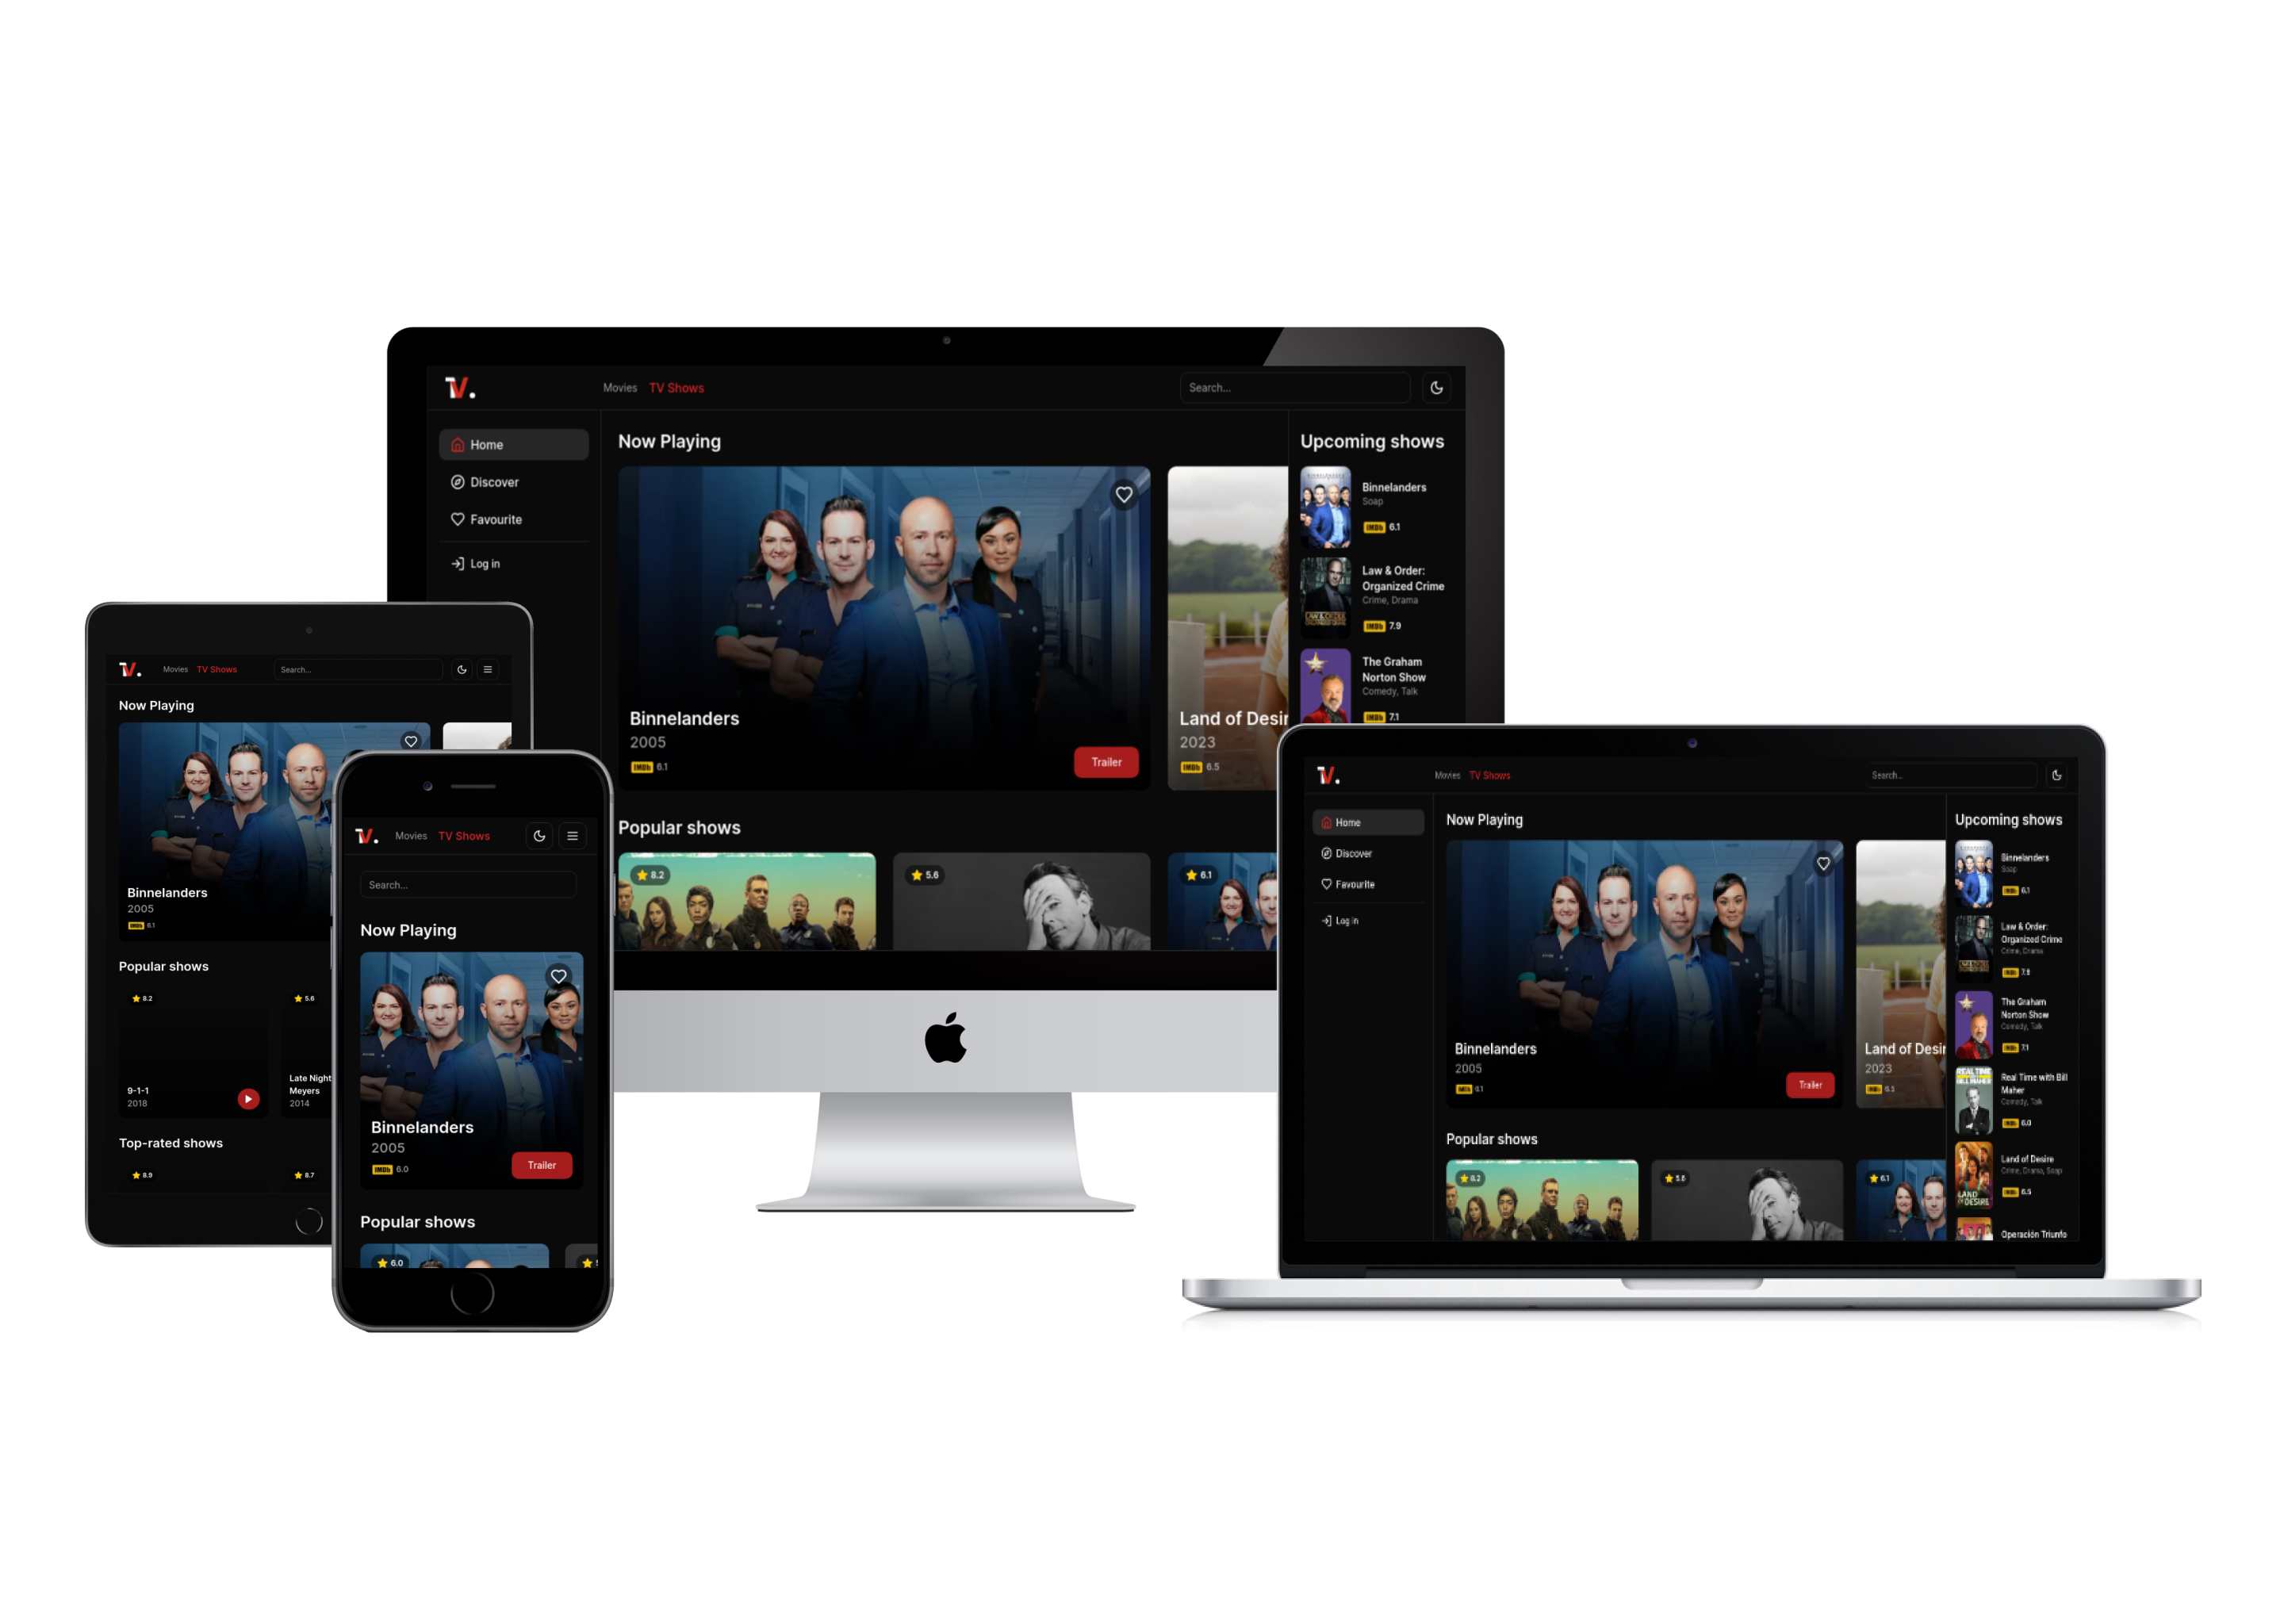 TV.
Movies TV Shows
Search...
Home
Discover
Favourite
Log in
Now Playing
Binnelanders
2005
IMDb 6.1
Trailer
Land of Desir
2023
IMDb 6.5
Popular shows
8.2
5.6
6.1
Upcoming shows
Binnelanders
Soap
IMDb 6.1
Law & Order:
Organized Crime
Crime, Drama
IMDb 7.9
The Graham
Norton Show
Comedy, Talk
IMDb 7.1
TV.
Movies TV Shows
Search...
Now Playing
Binnelanders
2005
IMDb 6.1
Popular shows
8.2
9-1-1
2018
5.6
Late Night
Meyers
2014
Top-rated shows
8.9
8.7
TV.
Movies TV Shows
Search...
Now Playing
Binnelanders
2005
IMDb 6.0
Trailer
Popular shows
6.0
TV.
Movies TV Shows
Search...
Home
Discover
Favourite
Log in
Now Playing
Binnelanders
2005
IMDb 6.1
Trailer
Land of Desir
2023
IMDb 6.5
Popular shows
8.2
5.6
6.1
Upcoming shows
Binnelanders
Soap
IMDb 6.1
Law & Order:
Organized Crime
Crime, Drama
IMDb 7.9
The Graham
Norton Show
Comedy, Talk
IMDb 7.1
REAL TIME
BILL MAHER
Real Time with Bill
Maher
Comedy, Talk
IMDb 6.0
LAND
OF DESIRE
Land of Desire
Crime, Drama, Soap
IMDb 6.5
Operación Triunfo